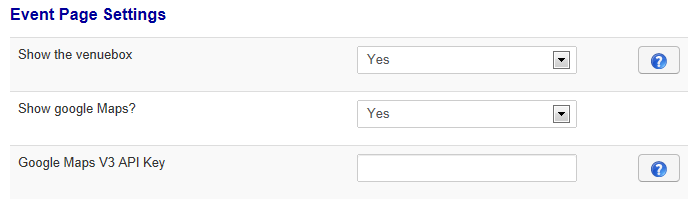 Event Page Settings
Show the venuebox Yes ?
Show google Maps? Yes
Google Maps V3 API Key ?